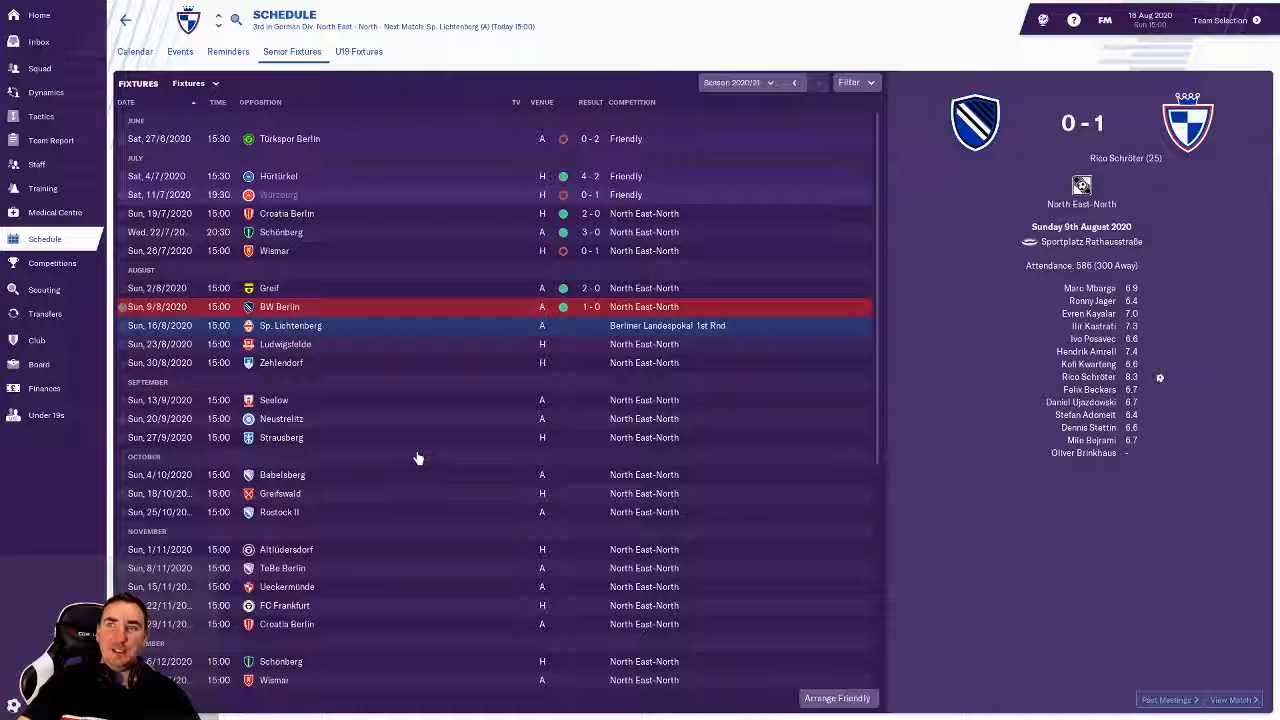 Home
SCHEDULE
3rd in German Div. North East - North - Next Match: Sp. Lichtenberg (A) (Today 15:00)
FM
16 Aug 2020
Sun 15:00
Team Selection
Calendar
Events
Reminders
Senior Fixtures
U19 Fixtures
Inbox
Squad
Dynamics
Tactics
Team Report
Staff
Training
Medical Centre
Schedule
Competitions
Scouting
Transfers
Club
Board
Finances
Under 19s
FIXTURES Fixtures Season 2020/21 Filter
DATE TIME OPPOSITION TV VENUE RESULT COMPETITION
JUNE
Sat, 27/6/2020 15:30 Türkspor Berlin A 0 - 2 Friendly
JULY
Sat, 4/7/2020 15:30 Hürtürkel H 4 - 2 Friendly
Sat, 11/7/2020 19:30 Würzburg H 0 - 1 Friendly
Sun, 19/7/2020 15:00 Croatia Berlin H 2 - 0 North East-North
Wed, 22/7/20... 20:30 Schönberg A 3 - 0 North East-North
Sun, 26/7/2020 15:00 Wismar H 0 - 1 North East-North
AUGUST
Sun, 2/8/2020 15:00 Greif A 2 - 0 North East-North
Sun, 9/8/2020 15:00 BW Berlin A 1 - 0 North East-North
Sun, 16/8/2020 15:00 Sp. Lichtenberg A Berliner Landespokal 1st Rnd
Sun, 23/8/2020 15:00 Ludwigsfelde H North East-North
Sun, 30/8/2020 15:00 Zehlendorf H North East-North
SEPTEMBER
Sun, 13/9/2020 15:00 Seelow A North East-North
Sun, 20/9/2020 15:00 Neustrelitz A North East-North
Sun, 27/9/2020 15:00 Strausberg H North East-North
OCTOBER
Sun, 4/10/2020 15:00 Babelsberg A North East-North
Sun, 18/10/20... 15:00 Greifswald H North East-North
Sun, 25/10/20... 15:00 Rostock II A North East-North
NOVEMBER
Sun, 1/11/2020 15:00 Altlüdersdorf H North East-North
Sun, 8/11/2020 15:00 TeBe Berlin A North East-North
Sun, 15/11/20... 15:00 Ueckermünde A North East-North
22/11/20... 15:00 FC Frankfurt H North East-North
29/11/20... 15:00 Croatia Berlin A North East-North
MBER
6/12/2020 15:00 Schönberg H North East-North
15:00 Wismar A North East-North
Arrange Friendly
0 - 1
Rico Schröter (25)
North East-North
Sunday 9th August 2020
Sportplatz Rathausstraße
Attendance: 586 (300 Away)
Marc Mbarga 6.9
Ronny Jager 6.4
Evren Kayalar 7.0
Ilir Kastrati 7.3
Ivo Posavec 6.6
Hendrik Amrell 7.4
Kofi Kwarteng 6.6
Rico Schröter 8.3
Felix Beckers 6.7
Daniel Ujazdowski 6.7
Stefan Adomeit 6.4
Dennis Stettin 6.6
Mile Bejrami 6.7
Oliver Brinkhaus -
Past Meetings
View Match